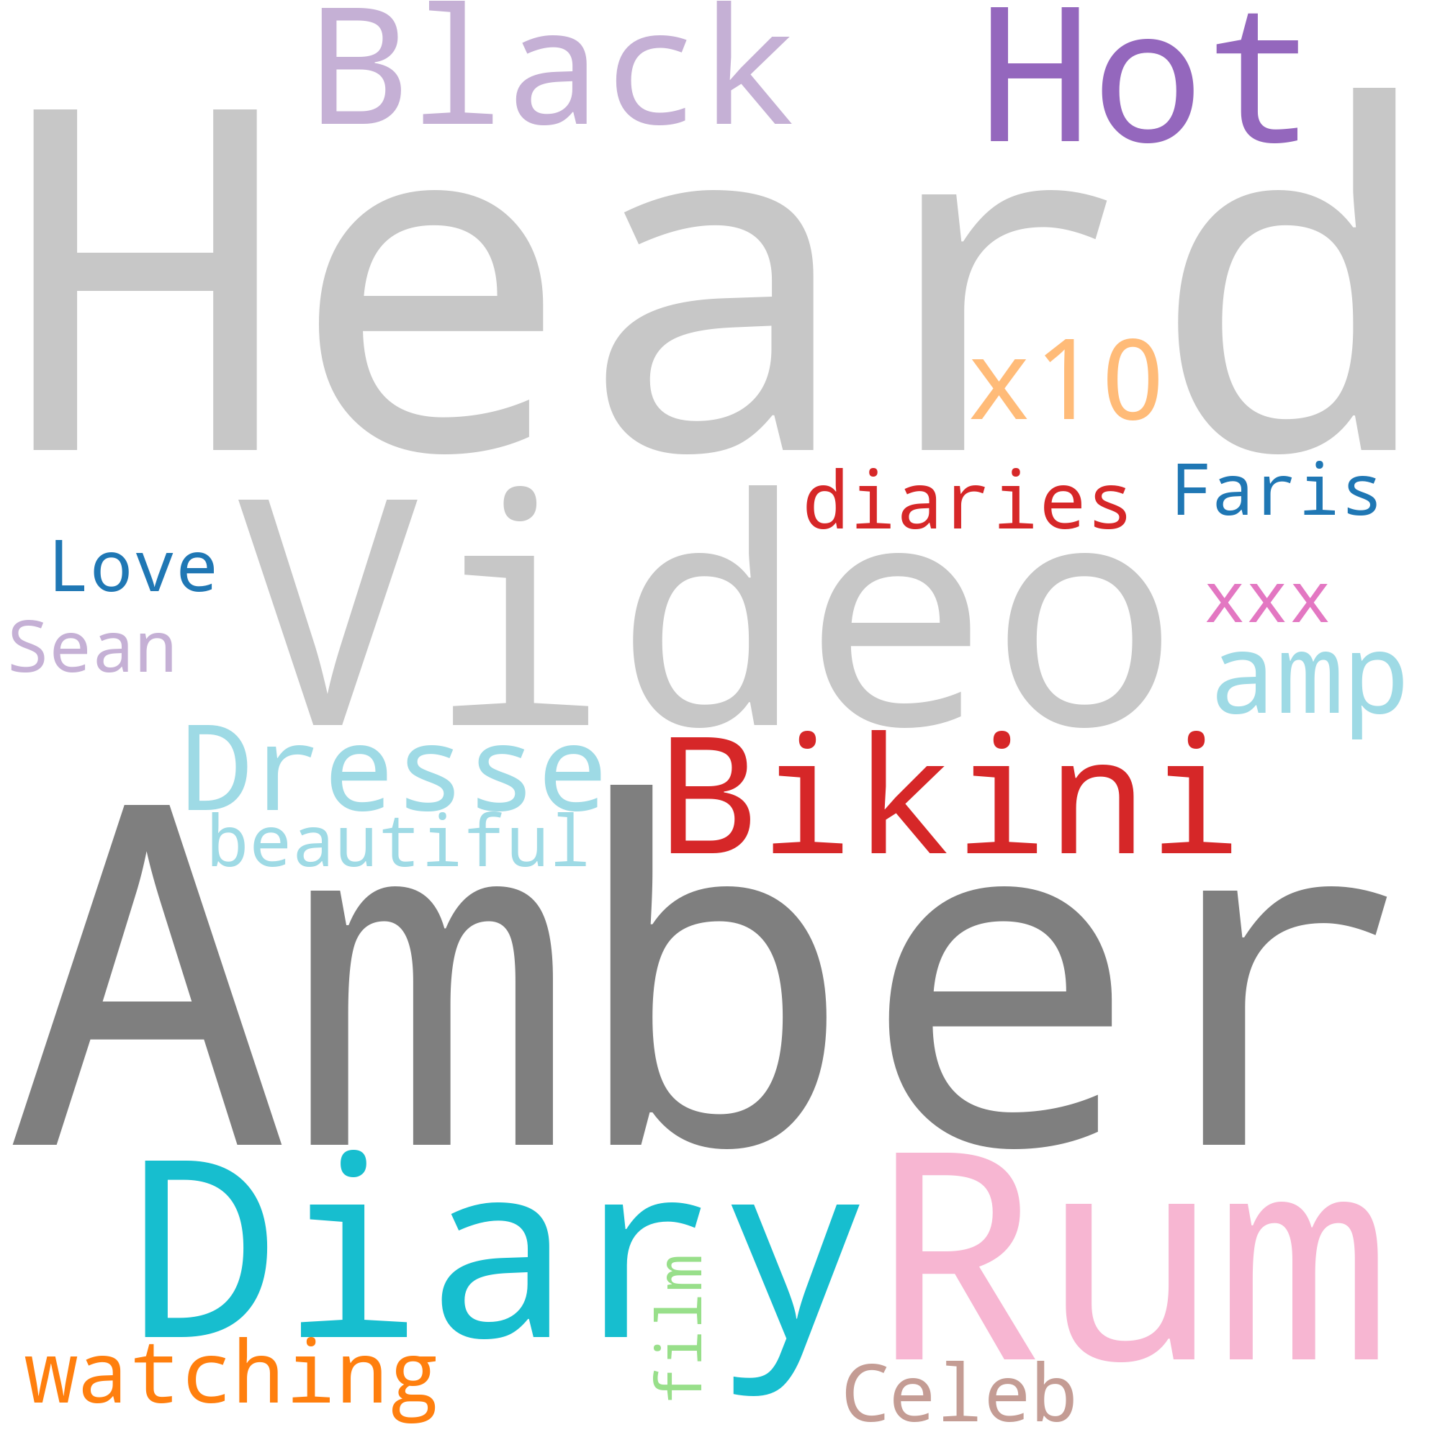 Black Hot
Heard
x10
diaries Faris
Video
Love
xxx
Sean
amp
Dresse Bikini
beautiful
Amber
Diary Rum
film
watching
Celeb